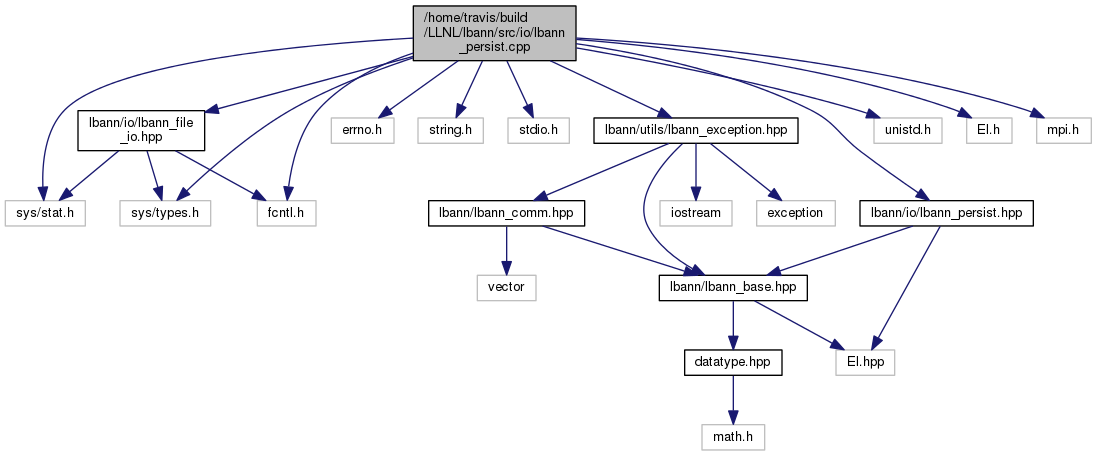 /home/travis/build
/LLNL/lbann/src/io/lbann
_persist.cpp
lbann/io/lbann_file
_io.hpp
errno.h
string.h
stdio.h
lbann/utils/lbann_exception.hpp
unistd.h
El.h
mpi.h
sys/stat.h
sys/types.h
fcntl.h
lbann/lbann_comm.hpp
iostream
exception
lbann/io/lbann_persist.hpp
vector
lbann/lbann_base.hpp
datatype.hpp
El.hpp
math.h